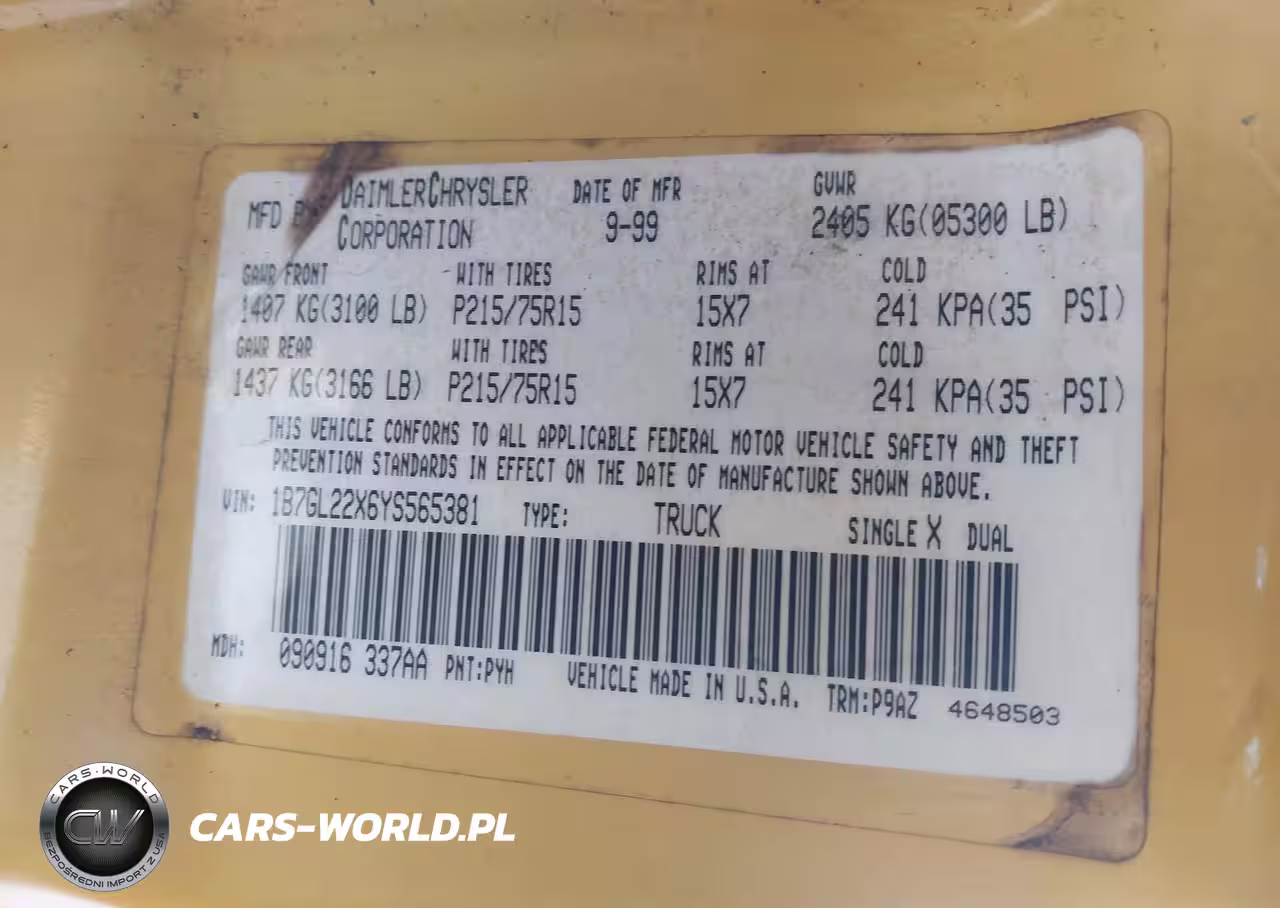 MFD BY DAIMLERCHRYSLER CORPORATION DATE OF MFR 9-99 GVWR 2405 KG(05300 LB)
GAWR FRONT WITH TIRES RIMS AT COLD
1407 KG(3100 LB) P215/75R15 15X7 241 KPA(35 PSI)
GAWR REAR WITH TIRES RIMS AT COLD
1437 KG(3166 LB) P215/75R15 15X7 241 KPA(35 PSI)
THIS VEHICLE CONFORMS TO ALL APPLICABLE FEDERAL MOTOR VEHICLE SAFETY AND THEFT
PREVENTION STANDARDS IN EFFECT ON THE DATE OF MANUFACTURE SHOWN ABOVE.
VIN: 1B7GL22X6YS565381 TYPE: TRUCK SINGLE X DUAL
MDH: 090916 337AA PNT:PYH VEHICLE MADE IN U.S.A. TRM:P9AZ 4648503
CARS-WORLD
CW
BEZPOŚREDNI IMPORT Z USA
CARS-WORLD.PL